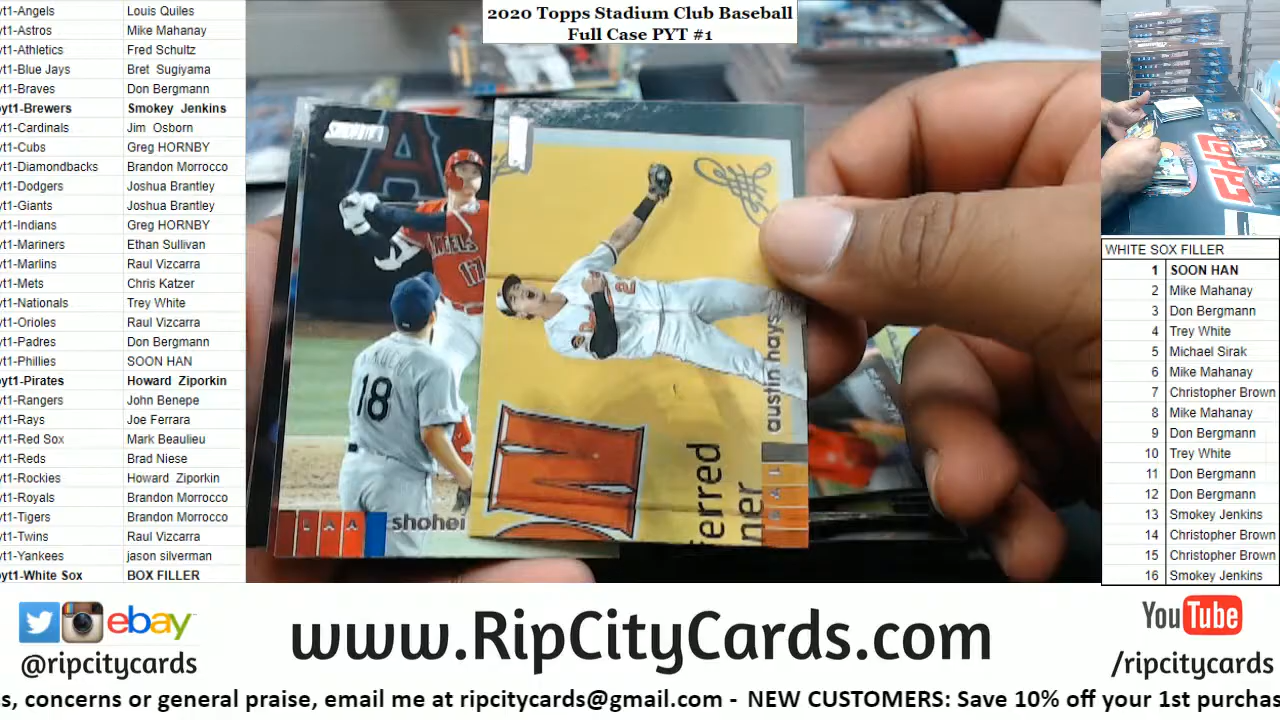 2020 Topps Stadium Club Baseball
Full Case PYT #1
yt1-Angels Louis Quiles
yt1-Astros Mike Mahanay
yt1-Athletics Fred Schultz
yt1-Blue Jays Bret Sugiyama
yt1-Braves Don Bergmann
yt1-Brewers Smokey Jenkins
yt1-Cardinals Jim Osborn
yt1-Cubs Greg HORNBY
yt1-Diamondbacks Brandon Morrocco
yt1-Dodgers Joshua Brantley
yt1-Giants Joshua Brantley
yt1-Indians Greg HORNBY
yt1-Mariners Ethan Sullivan
yt1-Marlins Raul Vizcarra
yt1-Mets Chris Katzer
yt1-Nationals Trey White
yt1-Orioles Raul Vizcarra
yt1-Padres Don Bergmann
yt1-Phillies SOON HAN
yt1-Pirates Howard Ziporkin
yt1-Rangers John Benepe
yt1-Rays Joe Ferrara
yt1-Red Sox Mark Beaulieu
yt1-Reds Brad Niese
yt1-Rockies Howard Ziporkin
yt1-Royals Brandon Morrocco
yt1-Tigers Brandon Morrocco
yt1-Twins Raul Vizcarra
yt1-Yankees jason silverman
yt1-White Sox BOX FILLER
A
17
18
LAA shohei
erred
ner
BAL austin hays
TOPPS
WHITE SOX FILLER
1 SOON HAN
2 Mike Mahanay
3 Don Bergmann
4 Trey White
5 Michael Sirak
6 Mike Mahanay
7 Christopher Brown
8 Mike Mahanay
9 Don Bergmann
10 Trey White
11 Don Bergmann
12 Don Bergmann
13 Smokey Jenkins
14 Christopher Brown
15 Christopher Brown
16 Smokey Jenkins
ebay
@ripcitycards
www.RipCityCards.com
YouTube
/ripcitycards
s, concerns or general praise, email me at ripcitycards@gmail.com - NEW CUSTOMERS: Save 10% off your 1st purchas